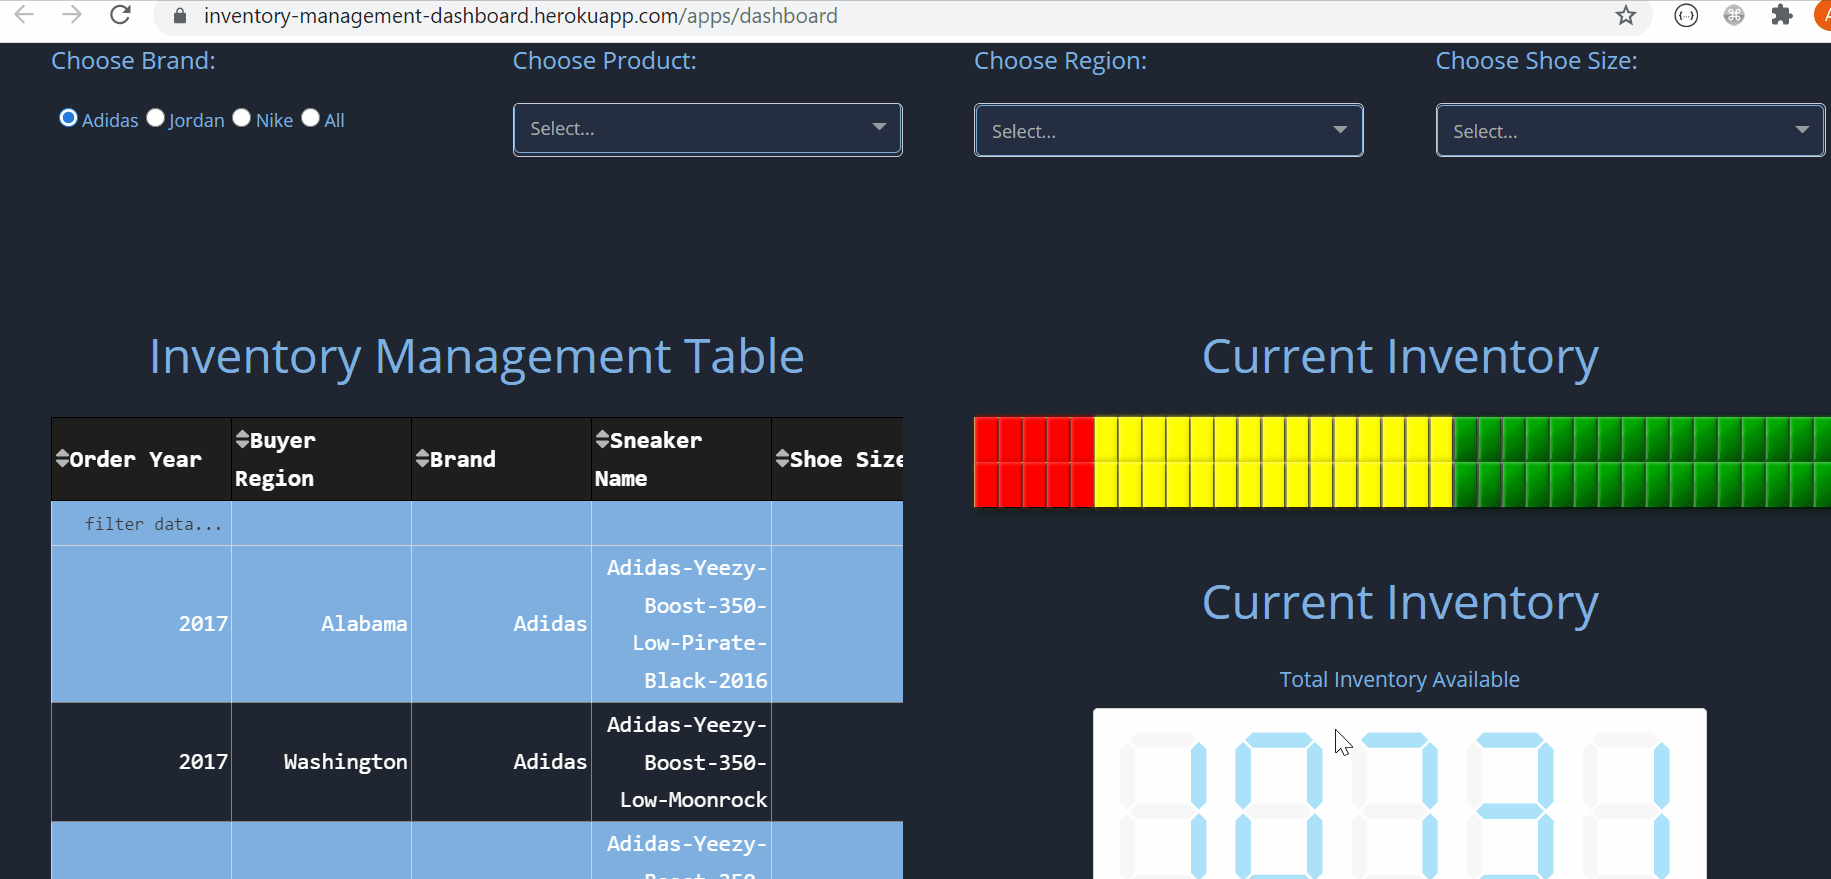 inventory-management-dashboard.herokuapp.com/apps/dashboard
Choose Brand:
Choose Product:
Choose Region:
Choose Shoe Size:
Adidas Jordan Nike All
Select...
Select...
Select...
Inventory Management Table
Order Year
Buyer
Region
Brand
Sneaker
Name
Shoe Size
filter data...
2017
Alabama
Adidas
Adidas-Yeezy-
Boost-350-
Low-Pirate-
Black-2016
2017
Washington
Adidas
Adidas-Yeezy-
Boost-350-
Low-Moonrock
Adidas-Yeezy-
Boost-350-
Current Inventory
Current Inventory
Total Inventory Available